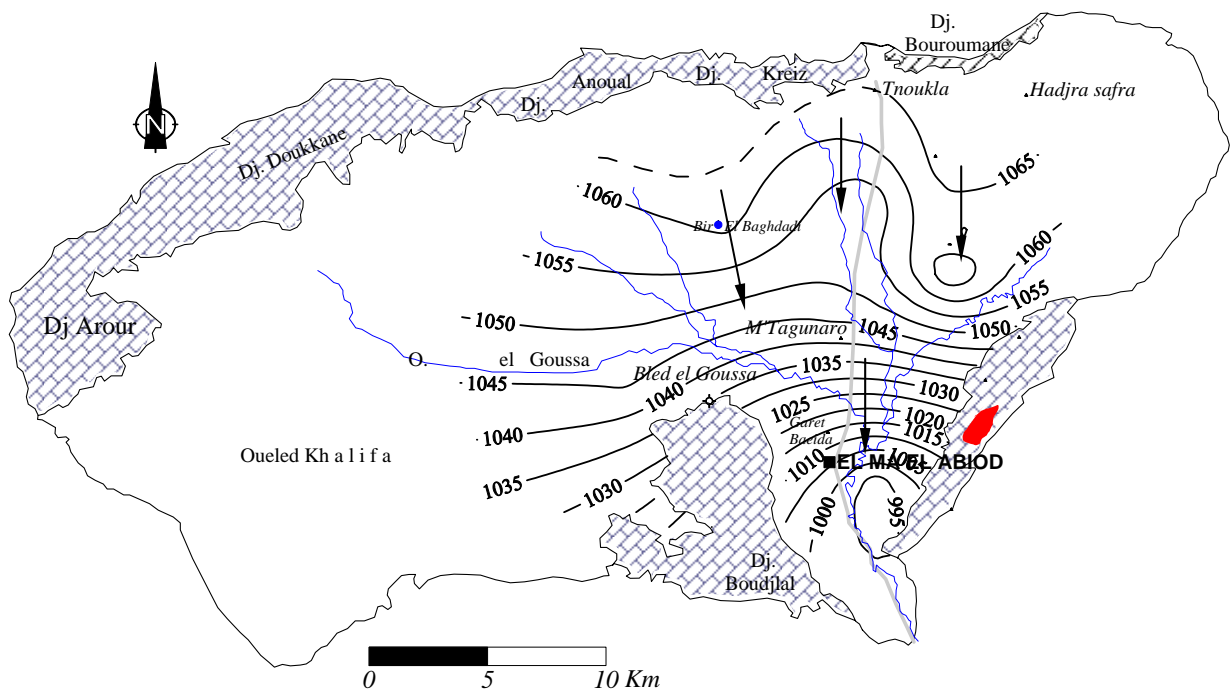 Dj.
Bouroumane
Dj.
Kreiz
Anoual
Dj.
Tnoukla
Hadjra safra
N
Dj. Doukkane
1065
1060
Bir El Baghdadi
1060
1055
1055
1050
1050
Dj Arour
M'Tagunaro
1045
O. el Goussa
Bled el Goussa
1035
1045
1040
1030
1025
1020
Garet
Baeida
1015
1040
Oueled Kh a l i f a
1010
EL MA EL ABIOD
1005
1035
1030
1000
995
Dj.
Boudjlal
0 5 10 Km